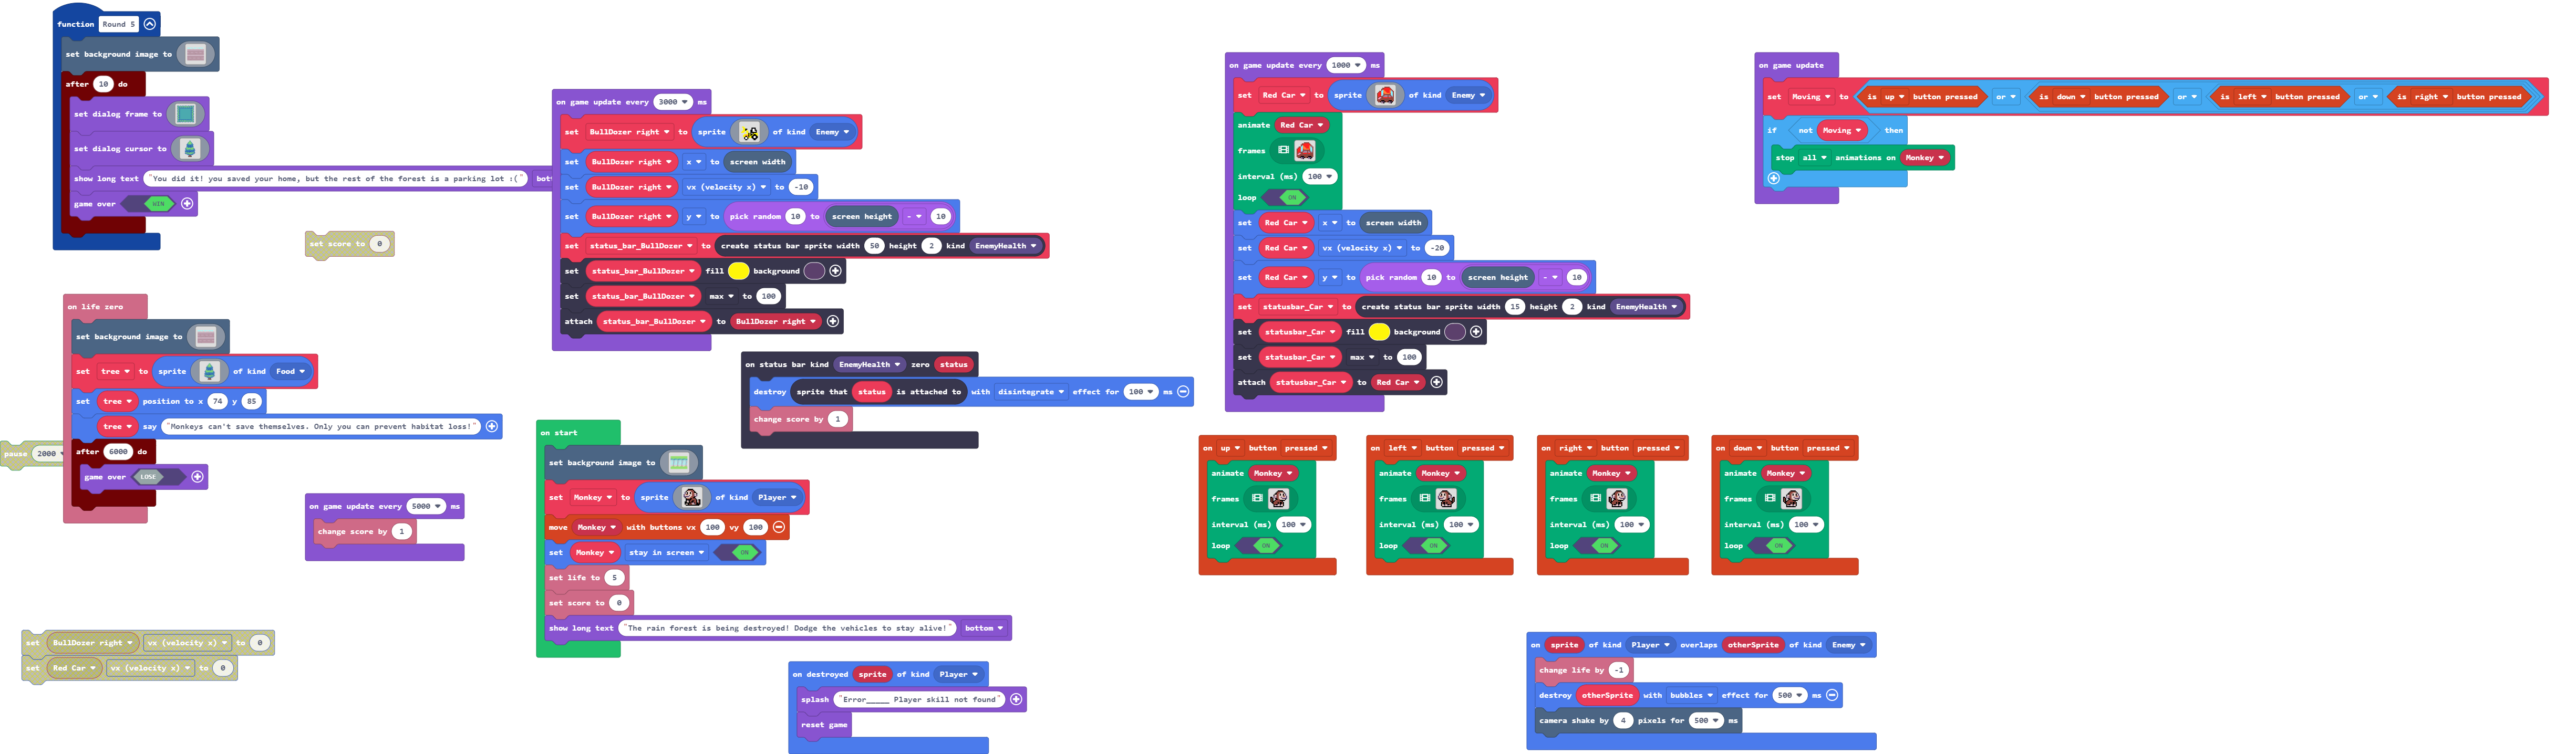 function Round 5
set background image to
after 10 do
set dialog frame to
set dialog cursor to
show long text "You did it! you saved your home, but the rest of the forest is a parking lot :(" bott
game over WIN
set score to 0
on life zero
set background image to
set tree to sprite of kind Food
set tree position to x 74 y 85
tree say "Monkeys can't save themselves. Only you can prevent habitat loss!"
after 6000 do
game over LOSE
pause 2000
on game update every 5000 ms
change score by 1
set BullDozer right vx (velocity x) to 0
set Red Car vx (velocity x) to 0
on game update every 3000 ms
set BullDozer right to sprite of kind Enemy
set BullDozer right x to screen width
set BullDozer right vx (velocity x) to -10
set BullDozer right y to pick random 10 to screen height - 10
set status_bar_BullDozer to create status bar sprite width 50 height 2 kind EnemyHealth
set status_bar_BullDozer fill background
set status_bar_BullDozer max to 100
attach status_bar_BullDozer to BullDozer right
on status bar kind EnemyHealth zero status
destroy sprite that status is attached to with disintegrate effect for 100 ms
change score by 1
on start
set background image to
set Monkey to sprite of kind Player
move Monkey with buttons vx 100 vy 100
set Monkey stay in screen ON
set life to 5
set score to 0
show long text "The rain forest is being destroyed! Dodge the vehicles to stay alive!" bottom
on destroyed sprite of kind Player
splash "Error_____ Player skill not found"
reset game
on game update every 1000 ms
set Red Car to sprite of kind Enemy
animate Red Car
frames
interval (ms) 100
loop ON
set Red Car x to screen width
set Red Car vx (velocity x) to -20
set Red Car y to pick random 10 to screen height - 10
set statusbar_Car to create status bar sprite width 15 height 2 kind EnemyHealth
set statusbar_Car fill background
set statusbar_Car max to 100
attach statusbar_Car to Red Car
on game update
set Moving to is up button pressed or is down button pressed or is left button pressed or is right button pressed
if not Moving then
stop all animations on Monkey
on up button pressed
animate Monkey
frames
interval (ms) 100
loop ON
on left button pressed
animate Monkey
frames
interval (ms) 100
loop ON
on right button pressed
animate Monkey
frames
interval (ms) 100
loop ON
on down button pressed
animate Monkey
frames
interval (ms) 100
loop ON
on sprite of kind Player overlaps otherSprite of kind Enemy
change life by -1
destroy otherSprite with bubbles effect for 500 ms
camera shake by 4 pixels for 500 ms